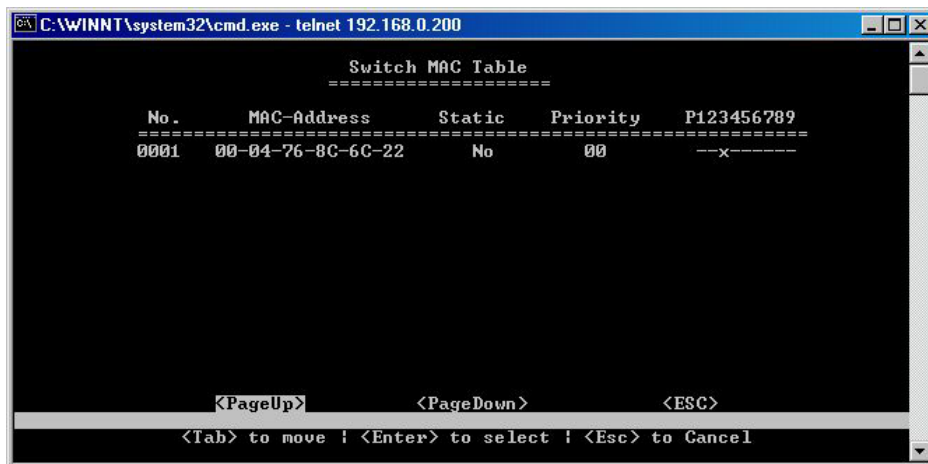 C:\WINNT\system32\cmd.exe - telnet 192.168.0.200
Switch MAC Table
====================
No. MAC-Address Static Priority P123456789
============================================================
0001 00-04-76-8C-6C-22 No 00 --x------
<PageUp> <PageDown> <ESC>
<Tab> to move ¦ <Enter> to select ¦ <Esc> to Cancel